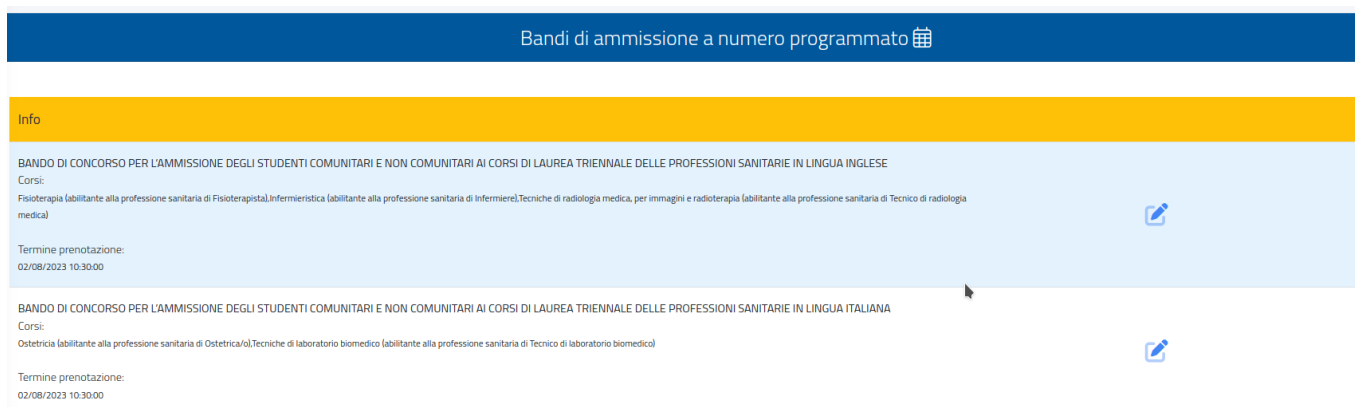 Bandi di ammissione a numero programmato
Info
BANDO DI CONCORSO PER L'AMMISSIONE DEGLI STUDENTI COMUNITARI E NON COMUNITARI AI CORSI DI LAUREA TRIENNALE DELLE PROFESSIONI SANITARIE IN LINGUA INGLESE
Corsi:
Fisioterapia (abilitante alla professione sanitaria di Fisioterapista),Infermieristica (abilitante alla professione sanitaria di Infermiere),Tecniche di radiologia medica, per immagini e radioterapia (abilitante alla professione sanitaria di Tecnico di radiologia
medica)
Termine prenotazione:
02/08/2023 10:30:00
BANDO DI CONCORSO PER L'AMMISSIONE DEGLI STUDENTI COMUNITARI E NON COMUNITARI AI CORSI DI LAUREA TRIENNALE DELLE PROFESSIONI SANITARIE IN LINGUA ITALIANA
Corsi:
Ostetricia (abilitante alla professione sanitaria di Ostetrica/o),Tecniche di laboratorio biomedico (abilitante alla professione sanitaria di Tecnico di laboratorio biomedico)
Termine prenotazione:
02/08/2023 10:30:00